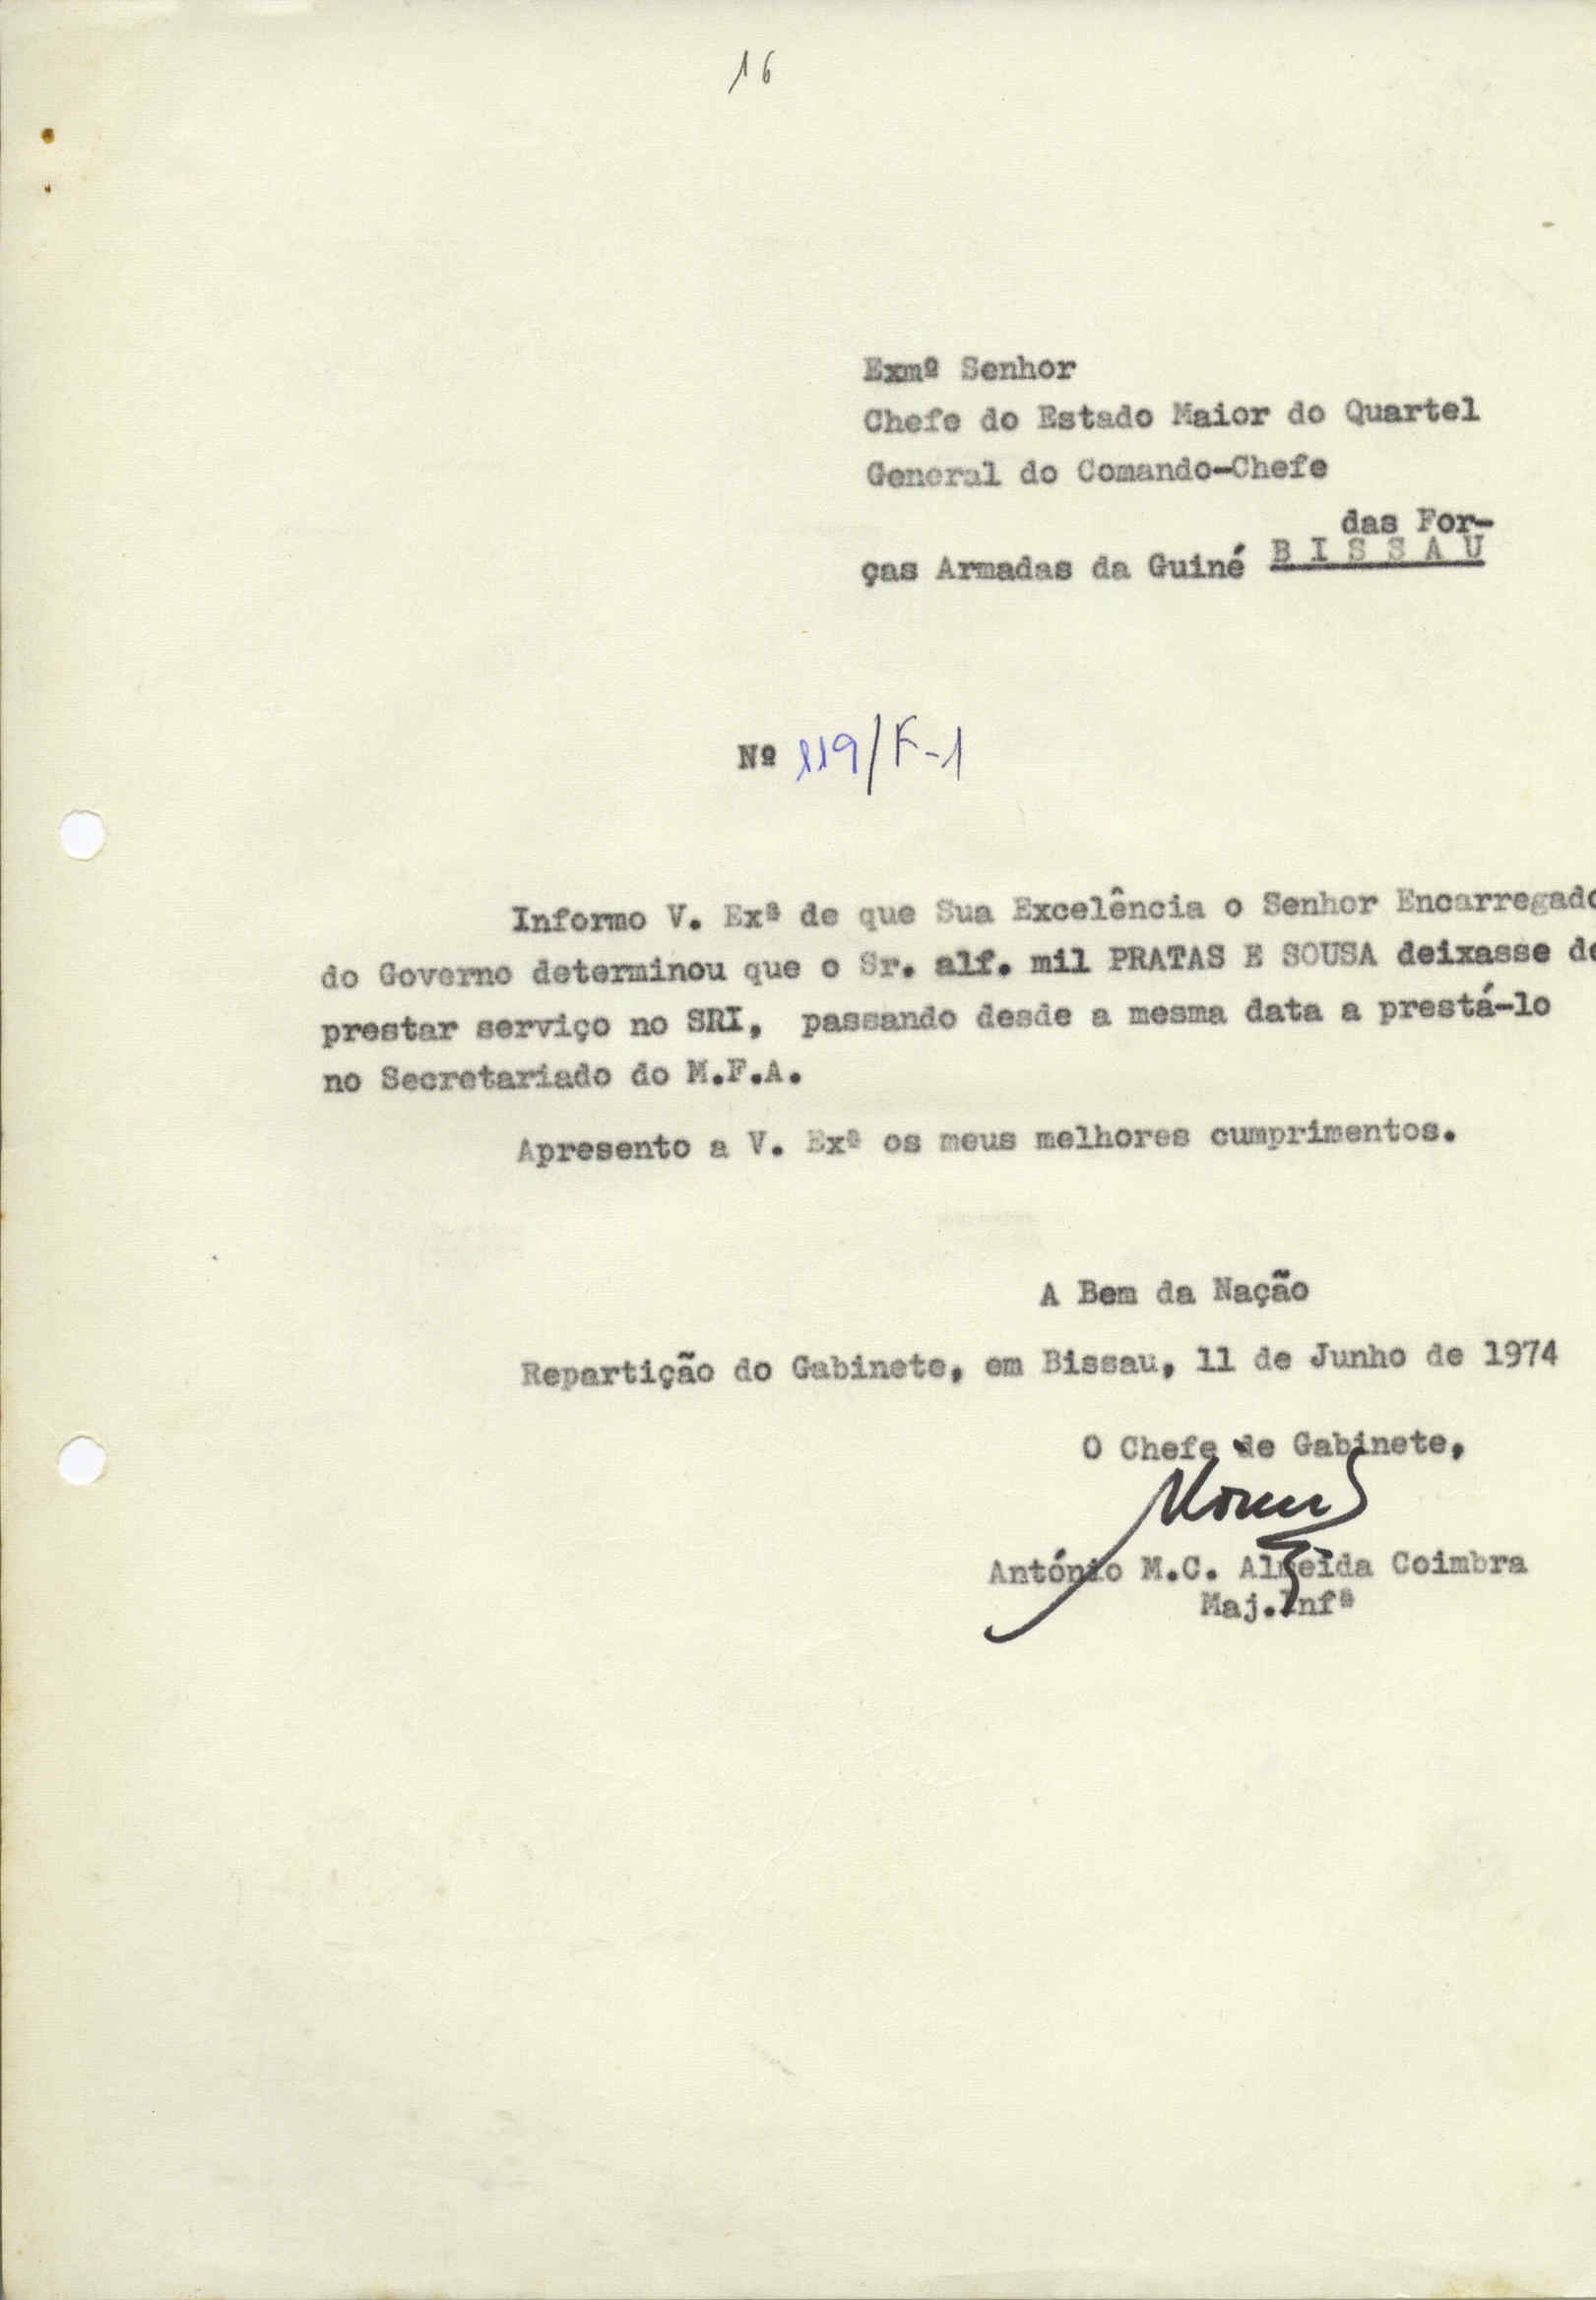 16
Exmº Senhor
Chefe do Estado Maior do Quartel
General do Comando-Chefe
das For-
ças Armadas da Guiné B I S S A U
Nº 119/F-1
Informo V. Exª de que Sua Excelência o Senhor Encarregado
do Governo determinou que o Sr. alf. mil PRATAS E SOUSA deixasse de
prestar serviço no SRI, passando desde a mesma data a prestá-lo
no Secretariado do M.F.A.
Apresento a V. Exª os meus melhores cumprimentos.
A Bem da Nação
Repartição do Gabinete, em Bissau, 11 de Junho de 1974
O Chefe de Gabinete,
António M.C. Almeida Coimbra
Maj.Infª